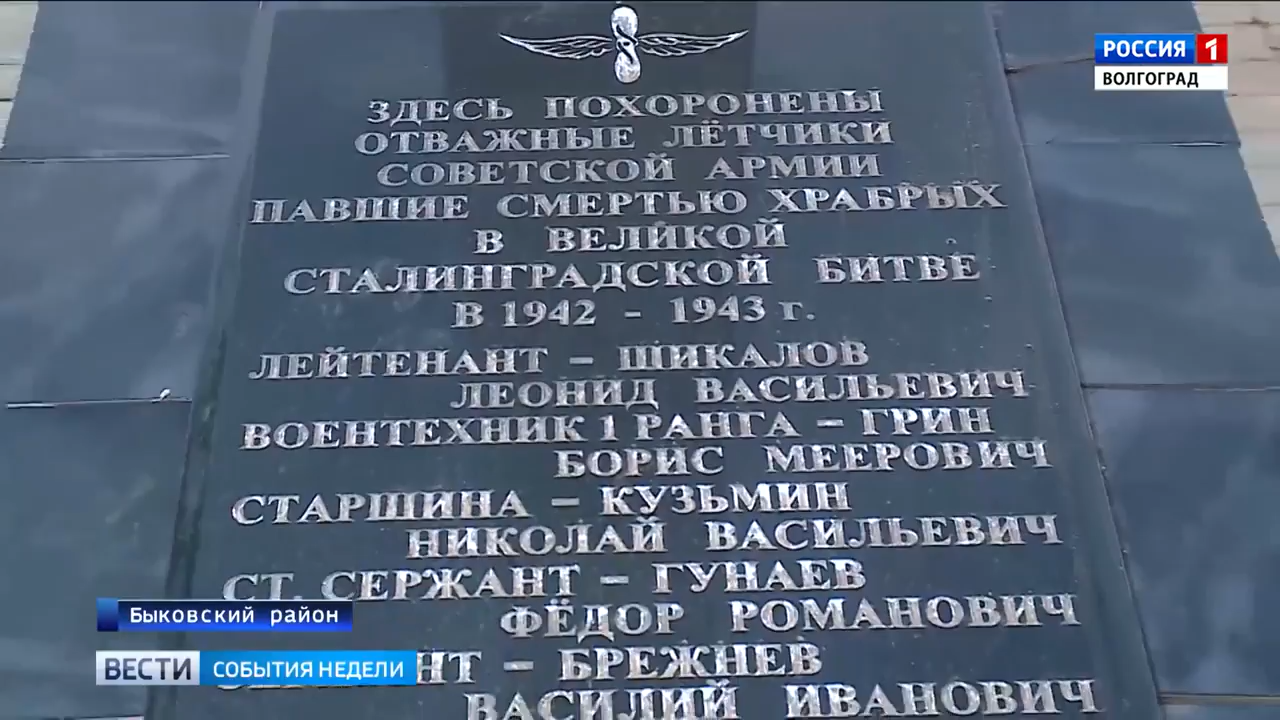 РОССИЯ 1
ВОЛГОГРАД
ЗДЕСЬ ПОХОРОНЕНЫ
ОТВАЖНЫЕ ЛЁТЧИКИ
СОВЕТСКОЙ АРМИИ
ПАВШИЕ СМЕРТЬЮ ХРАБРЫХ
В ВЕЛИКОЙ
СТАЛИНГРАДСКОЙ БИТВЕ
В 1942 - 1943 г.
ЛЕЙТЕНАНТ - ШИКАЛОВ
ЛЕОНИД ВАСИЛЬЕВИЧ
ВОЕНТЕХНИК 1 РАНГА - ГРИН
БОРИС МЕЕРОВИЧ
СТАРШИНА - КУЗЬМИН
НИКОЛАЙ ВАСИЛЬЕВИЧ
СТ. СЕРЖАНТ - ГУНАЕВ
ФЁДОР РОМАНОВИЧ
- БРЕЖНЕВ
ВАСИЛИЙ ИВАНОВИЧ
Быковский район
ВЕСТИ СОБЫТИЯ НЕДЕЛИ